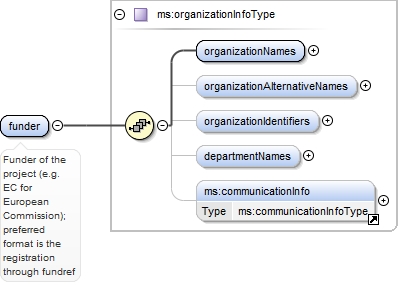 ms:organizationInfoType
organizationNames
organizationAlternativeNames
organizationIdentifiers
departmentNames
ms:communicationInfo
Type ms:communicationInfoType
funder
Funder of the
project (e.g.
EC for
European
Commission);
preferred
format is the
registration
through fundref